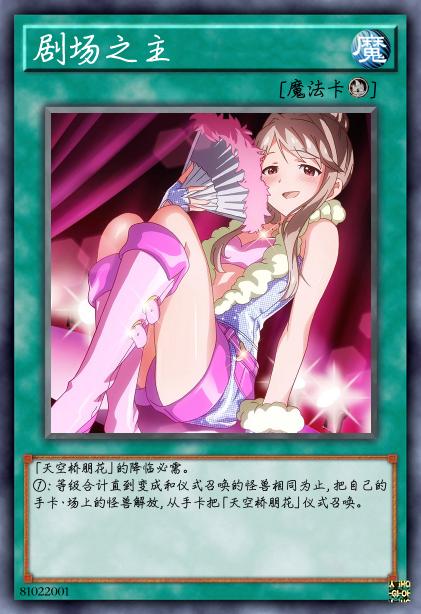 剧场之主
魔
[魔法卡]
「天空桥朋花」的降临必需。
①:等级合计直到变成和仪式召唤的怪兽相同为止,把自己的
手卡·场上的怪兽解放,从手卡把「天空桥朋花」仪式召唤。
81022001